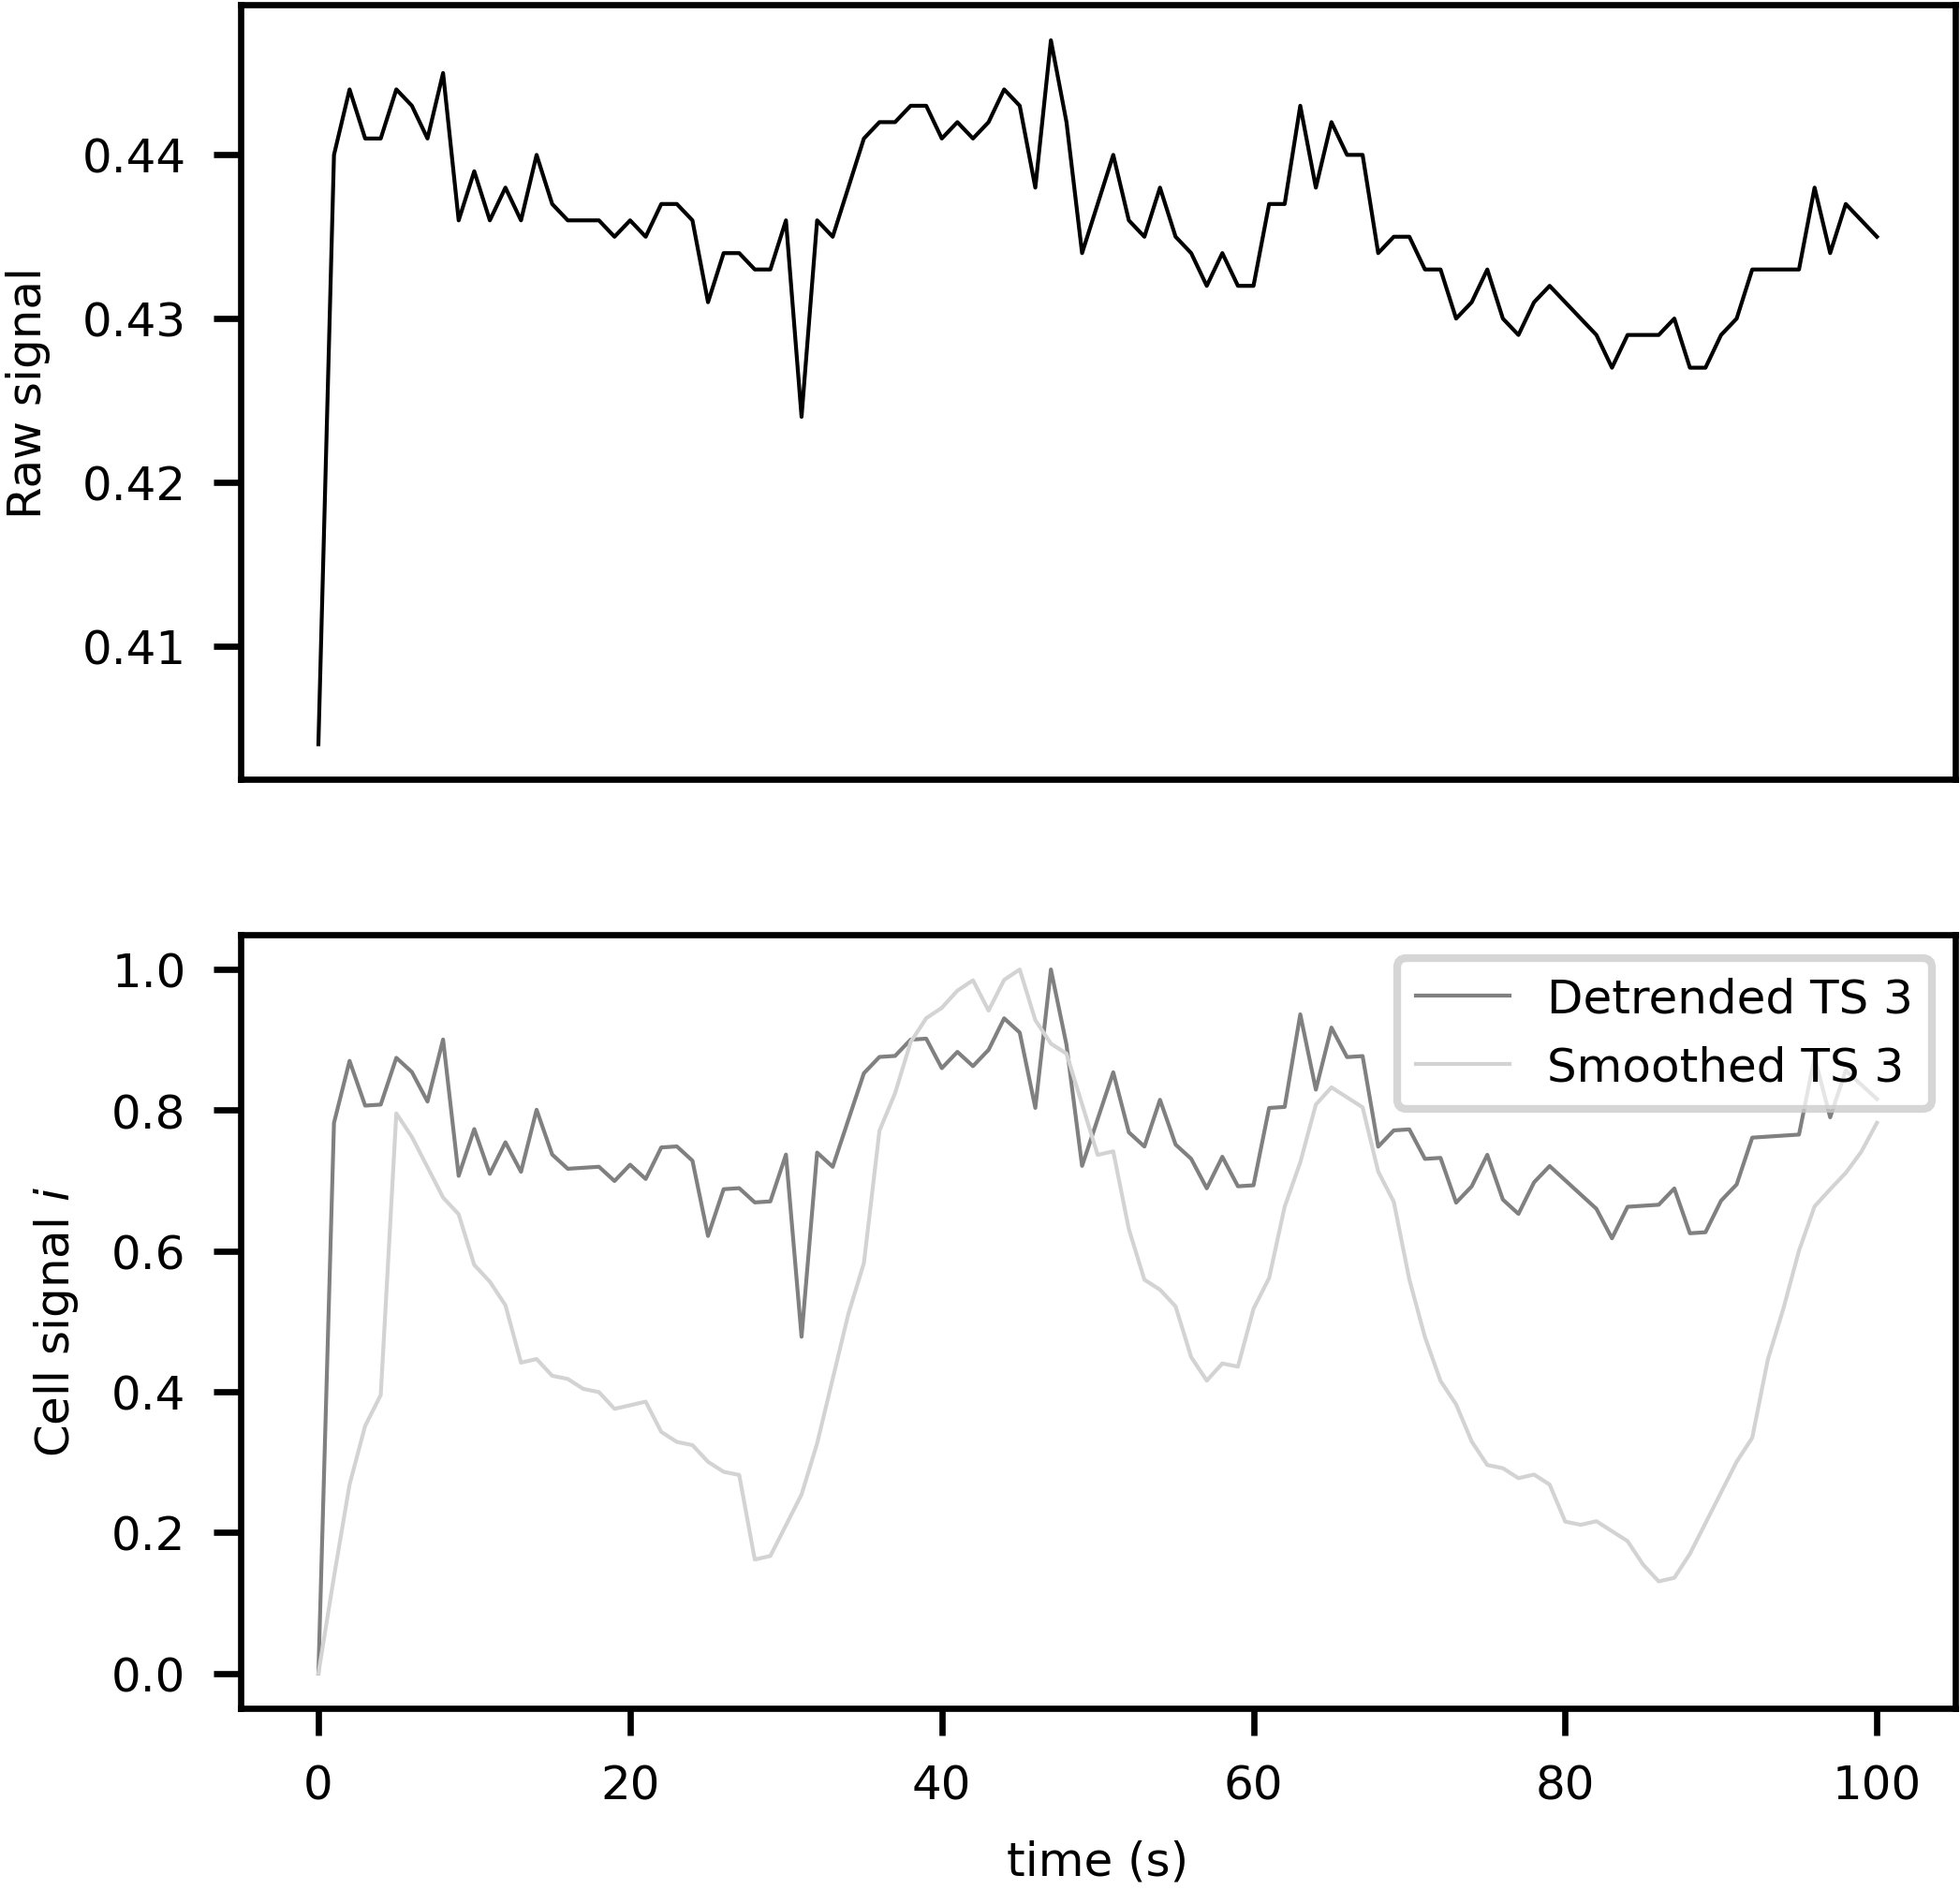 Raw signal
0.44
0.43
0.42
0.41
Cell signal i
1.0
0.8
0.6
0.4
0.2
0.0
Detrended TS 3
Smoothed TS 3
0 20 40 60 80 100
time (s)